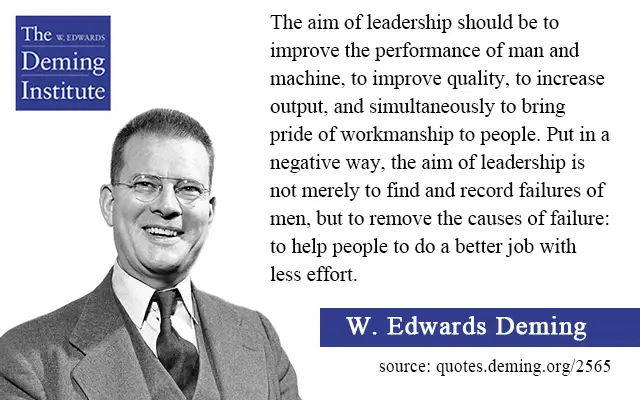 The W. EDWARDS
Deming
Institute
The aim of leadership should be to
improve the performance of man and
machine, to improve quality, to increase
output, and simultaneously to bring
pride of workmanship to people. Put in a
negative way, the aim of leadership is
not merely to find and record failures of
men, but to remove the causes of failure:
to help people to do a better job with
less effort.
W. Edwards Deming
source: quotes.deming.org/2565